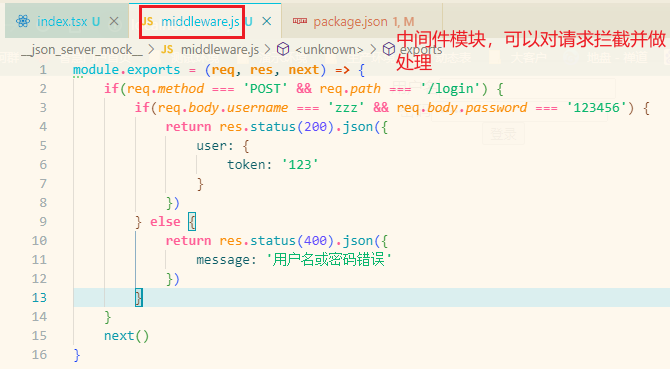 index.tsx U
JS middleware.js U
package.json 1, M
__json_server_mock__ > JS middleware.js > <unknown> > exports
中间件模块，可以对请求拦截并做
处理
1 module.exports = (req, res, next) => {
2 if(req.method === 'POST' && req.path === '/login') {
3 if(req.body.username === 'zzz' && req.body.password === '123456') {
4 return res.status(200).json({
5 user: {
6 token: '123'
7 }
8 })
9 } else {
10 return res.status(400).json({
11 message: '用户名或密码错误'
12 })
13 }
14 }
15 next()
16 }
登录